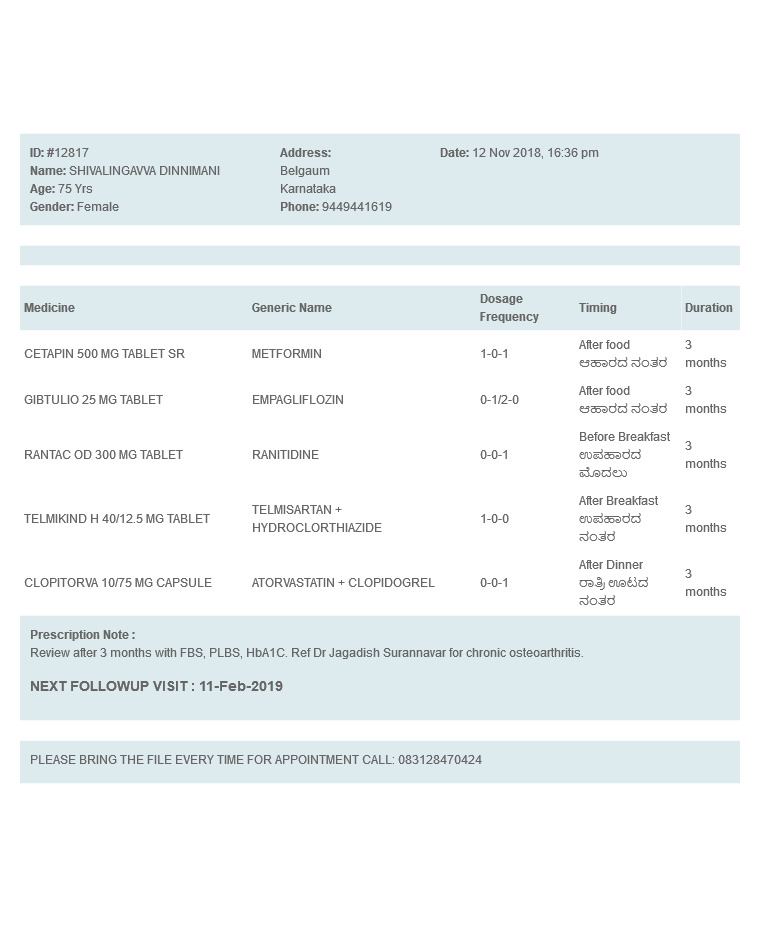 ID: #12817
Name: SHIVALINGAVVA DINNIMANI
Age: 75 Yrs
Gender: Female
Address:
Belgaum
Karnataka
Phone: 9449441619
Date: 12 Nov 2018, 16:36 pm
Medicine Generic Name Dosage Frequency Timing Duration
CETAPIN 500 MG TABLET SR METFORMIN 1-0-1 After food ಆಹಾರದ ನಂತರ 3 months
GIBTULIO 25 MG TABLET EMPAGLIFLOZIN 0-1/2-0 After food ಆಹಾರದ ನಂತರ 3 months
RANTAC OD 300 MG TABLET RANITIDINE 0-0-1 Before Breakfast ಉಪಹಾರದ ಮೊದಲು 3 months
TELMIKIND H 40/12.5 MG TABLET TELMISARTAN + HYDROCLORTHIAZIDE 1-0-0 After Breakfast ಉಪಹಾರದ ನಂತರ 3 months
CLOPITORVA 10/75 MG CAPSULE ATORVASTATIN + CLOPIDOGREL 0-0-1 After Dinner ರಾತ್ರಿ ಊಟದ ನಂತರ 3 months
Prescription Note :
Review after 3 months with FBS, PLBS, HbA1C. Ref Dr Jagadish Surannavar for chronic osteoarthritis.
NEXT FOLLOWUP VISIT : 11-Feb-2019
PLEASE BRING THE FILE EVERY TIME FOR APPOINTMENT CALL: 083128470424